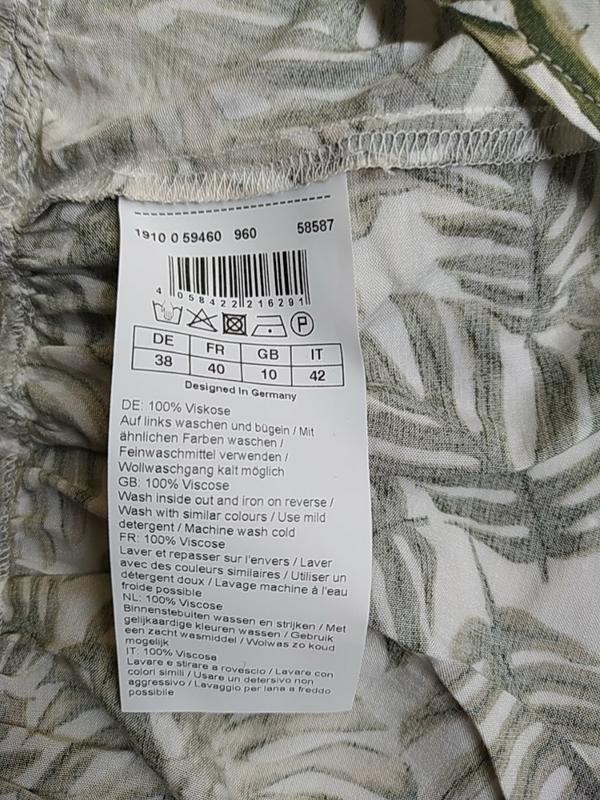 1910 0 59460 960 58587
4 058422 216291
P
DE FR GB IT
38 40 10 42
Designed in Germany
DE: 100% Viskose
Auf links waschen und bügeln / Mit
ähnlichen Farben waschen /
Feinwaschmittel verwenden /
Wollwaschgang kalt möglich
GB: 100% Viscose
Wash inside out and iron on reverse /
Wash with similar colours / Use mild
detergent / Machine wash cold
FR: 100% Viscose
Laver et repasser sur l'envers / Laver
avec des couleurs similaires / Utiliser un
détergent doux / Lavage machine à l'eau
froide possible
NL: 100% Viscose
Binnenstebuiten wassen en strijken / Met
gelijkaardige kleuren wassen / Gebruik
een zacht wasmiddel / Wolwas zo koud
mogelijk
IT: 100% Viscosa
Lavare e stirare a rovescio / Lavare con
colori simili / Usare un detersivo non
aggressivo / Lavaggio per lana a freddo
possibile